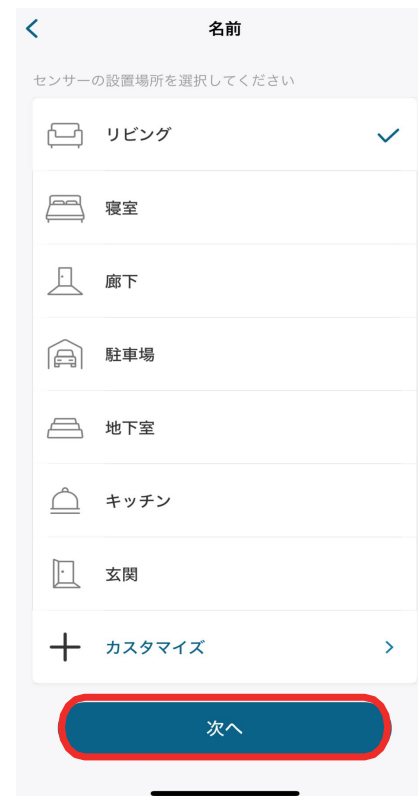 名前
センサーの設置場所を選択してください
リビング
寝室
廊下
駐車場
地下室
キッチン
玄関
カスタマイズ
次へ